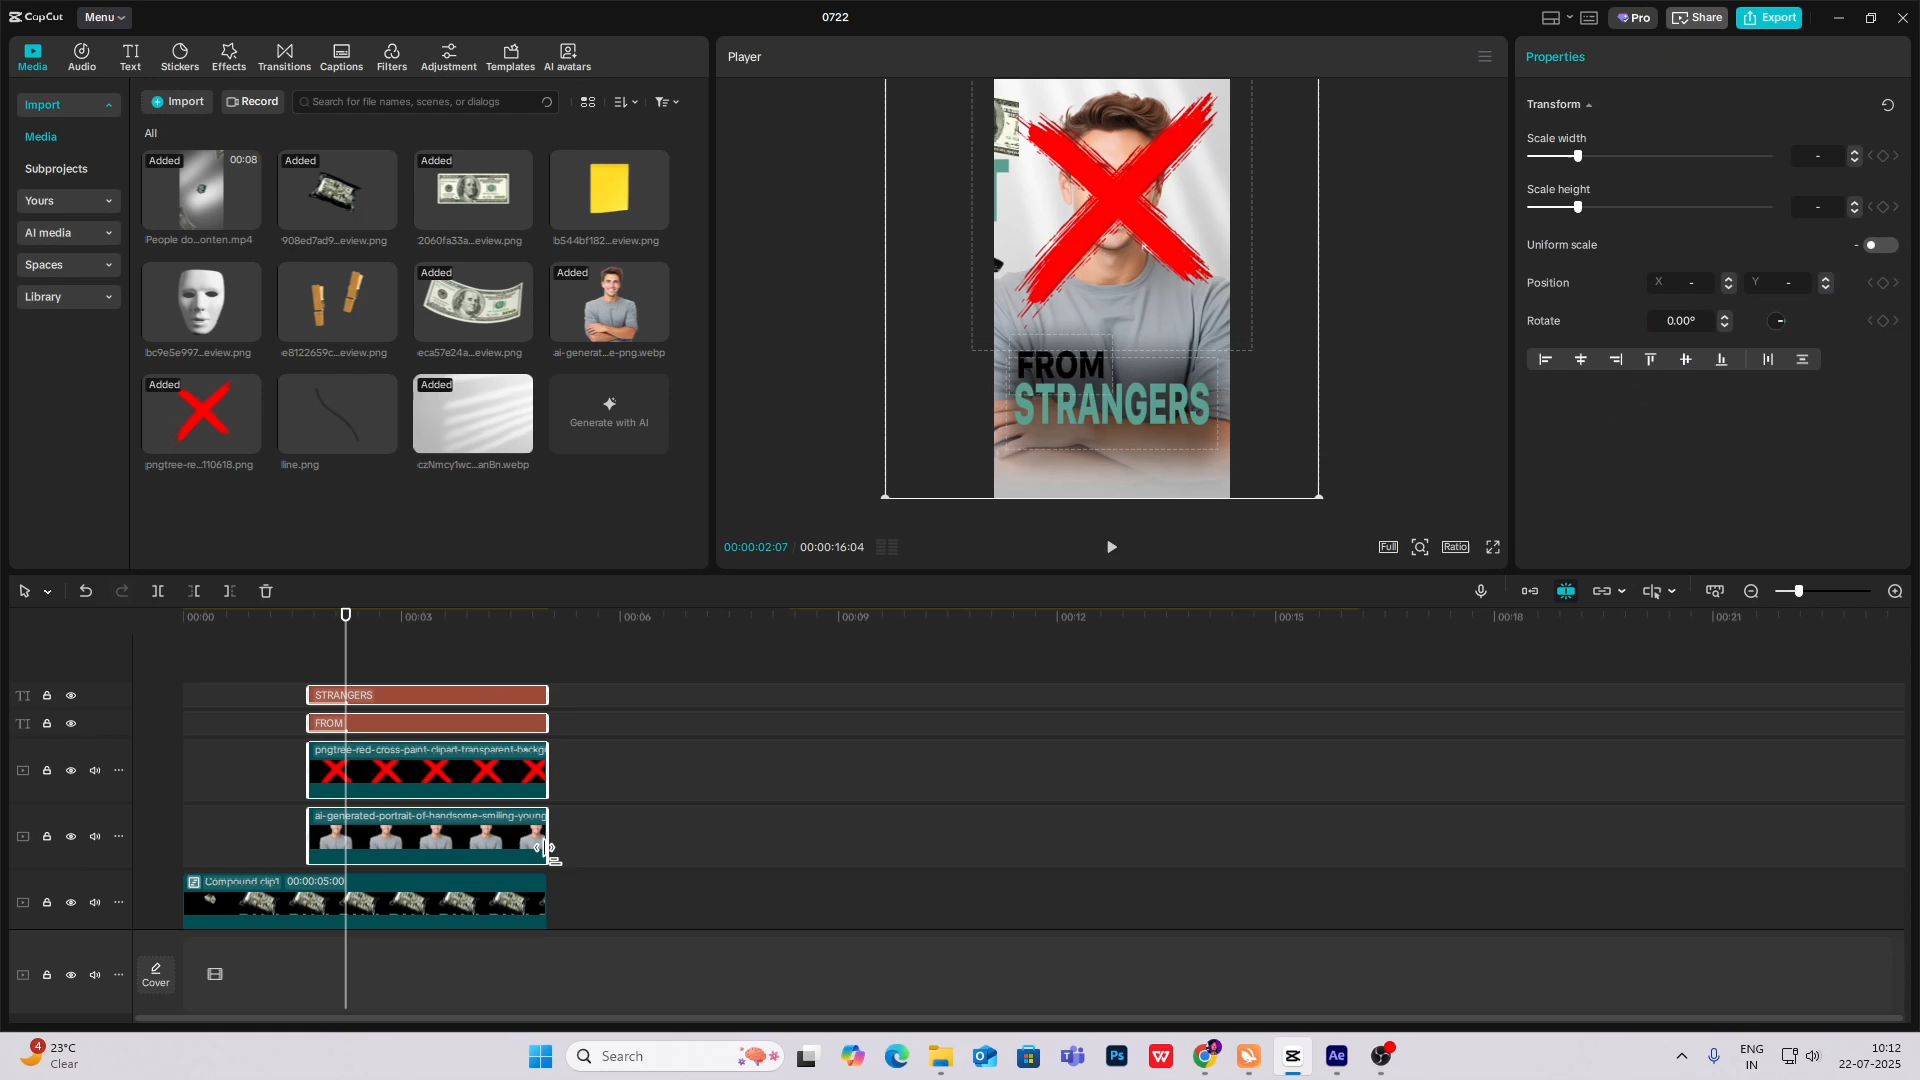 CapCut
Menu
0722
Pro
Share
Export
Media
Audio
Text
Stickers
Effects
Transitions
Captions
Filters
Adjustment
Templates
AI avatars
Player
Properties
Import
Media
Subprojects
Yours
AI media
Spaces
Library
Import
Record
Search for file names, scenes, or dialogs
All
Added 00:08
Added
Added
People do...onten.mp4
908ed7ad9...eview.png
2060fa33a...eview.png
b544bf182...eview.png
Added
Added
bc9e5e997...eview.png
e8122659c...eview.png
eca57e24a...eview.png
ai-generat...e-png.webp
Added
Added
Generate with AI
pngtree-re...110618.png
line.png
czNmcy1wc...anBn.webp
FROM
STRANGERS
00:00:02:07 / 00:00:16:04
Full
Ratio
Transform
Scale width
-
Scale height
-
Uniform scale
-
Position
X -
Y -
Rotate
0.00°
00:00
00:03
00:06
00:09
00:12
00:15
00:18
00:21
TI
STRANGERS
TI
FROM
pngtree-red-cross-paint-clipart-transparent-backg
ai-generated-portrait-of-handsome-smiling-young
Compound clip1 00:00:05:00
Cover
4
23°C
Clear
Search
Ps
W
Ae
ENG
IN
10:12
22-07-2025